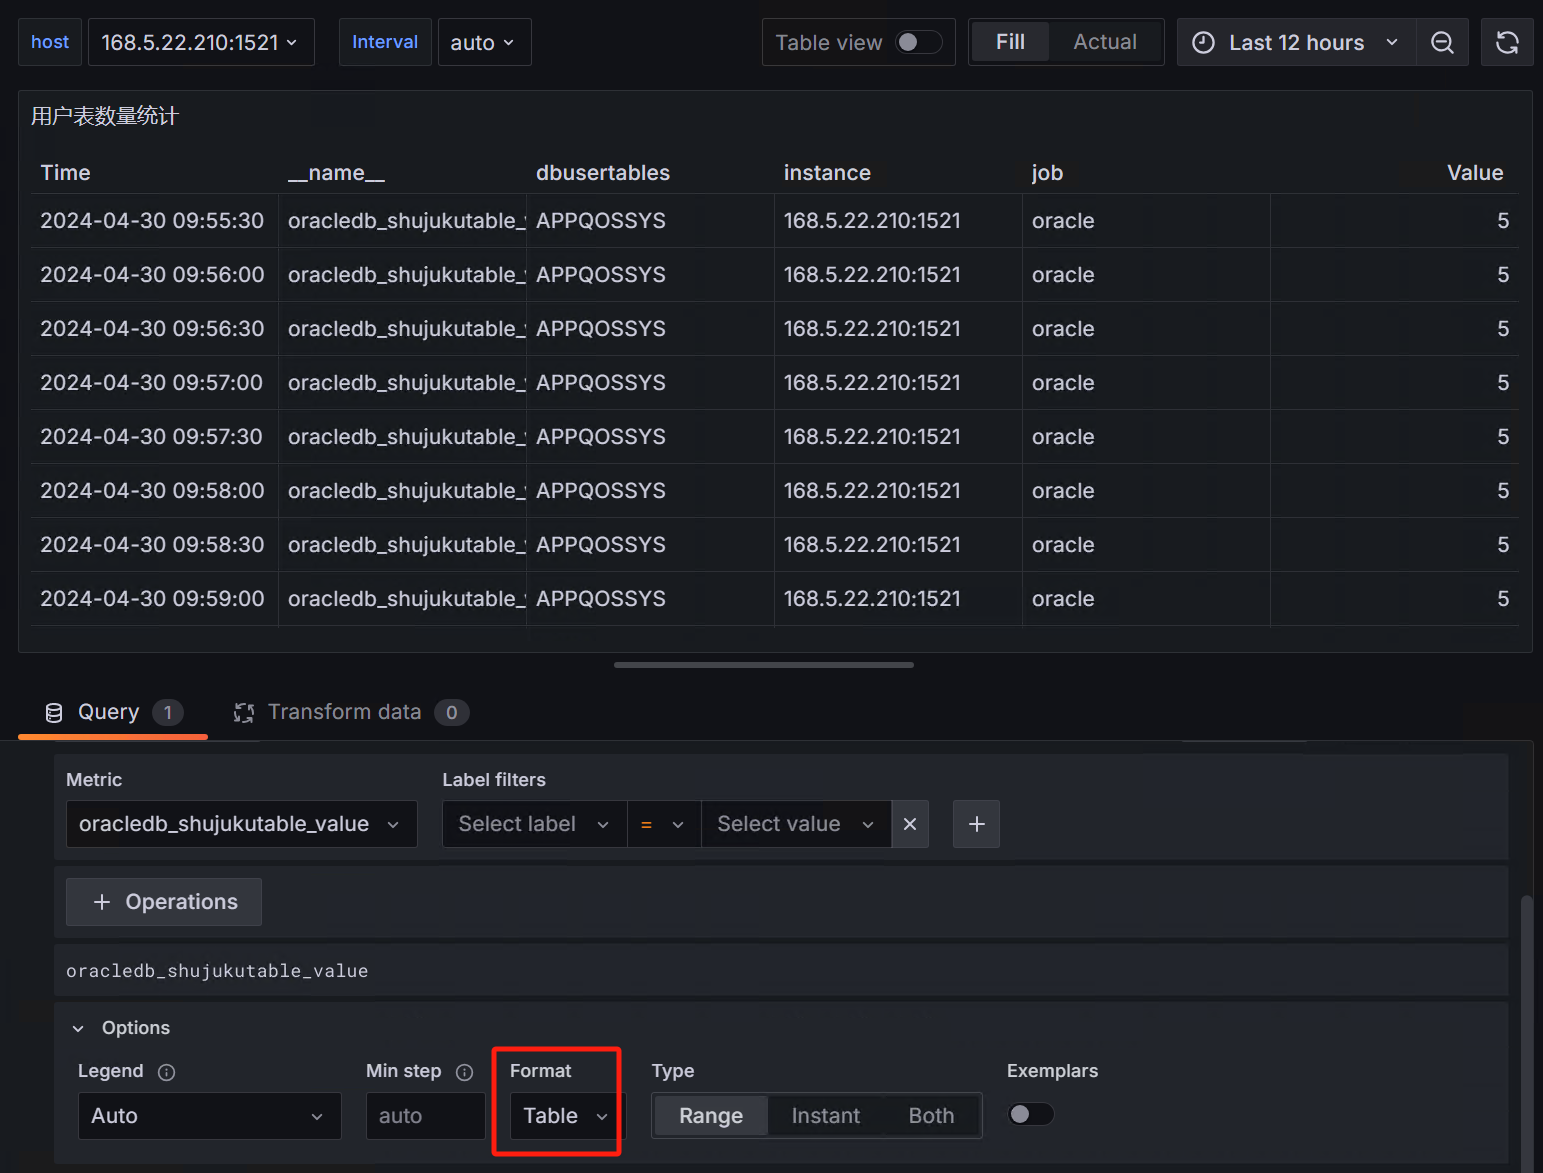 host 168.5.22.210:1521 Interval auto Table view Fill Actual Last 12 hours
用户表数量统计
Time __name__ dbusertables instance job Value
2024-04-30 09:55:30 oracledb_shujukutable_ APPQOSSYS 168.5.22.210:1521 oracle 5
2024-04-30 09:56:00 oracledb_shujukutable_ APPQOSSYS 168.5.22.210:1521 oracle 5
2024-04-30 09:56:30 oracledb_shujukutable_ APPQOSSYS 168.5.22.210:1521 oracle 5
2024-04-30 09:57:00 oracledb_shujukutable_ APPQOSSYS 168.5.22.210:1521 oracle 5
2024-04-30 09:57:30 oracledb_shujukutable_ APPQOSSYS 168.5.22.210:1521 oracle 5
2024-04-30 09:58:00 oracledb_shujukutable_ APPQOSSYS 168.5.22.210:1521 oracle 5
2024-04-30 09:58:30 oracledb_shujukutable_ APPQOSSYS 168.5.22.210:1521 oracle 5
2024-04-30 09:59:00 oracledb_shujukutable_ APPQOSSYS 168.5.22.210:1521 oracle 5
Query 1 Transform data 0
Metric Label filters
oracledb_shujukutable_value Select label = Select value × +
+ Operations
oracledb_shujukutable_value
Options
Legend Min step Format Type Exemplars
Auto auto Table Range Instant Both